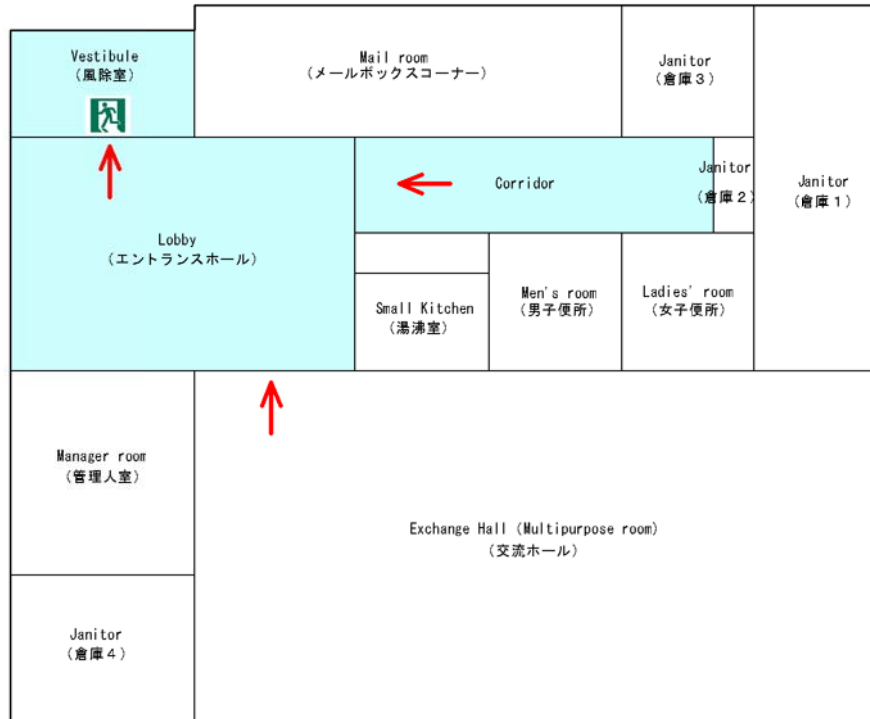 Vestibule
（風除室）
Mail room
（メールボックスコーナー）
Janitor
（倉庫３）
Janitor
（倉庫１）
Corridor
Janitor
（倉庫２）
Lobby
（エントランスホール）
Small Kitchen
（湯沸室）
Men's room
（男子便所）
Ladies' room
（女子便所）
Manager room
（管理人室）
Exchange Hall (Multipurpose room)
（交流ホール）
Janitor
（倉庫４）